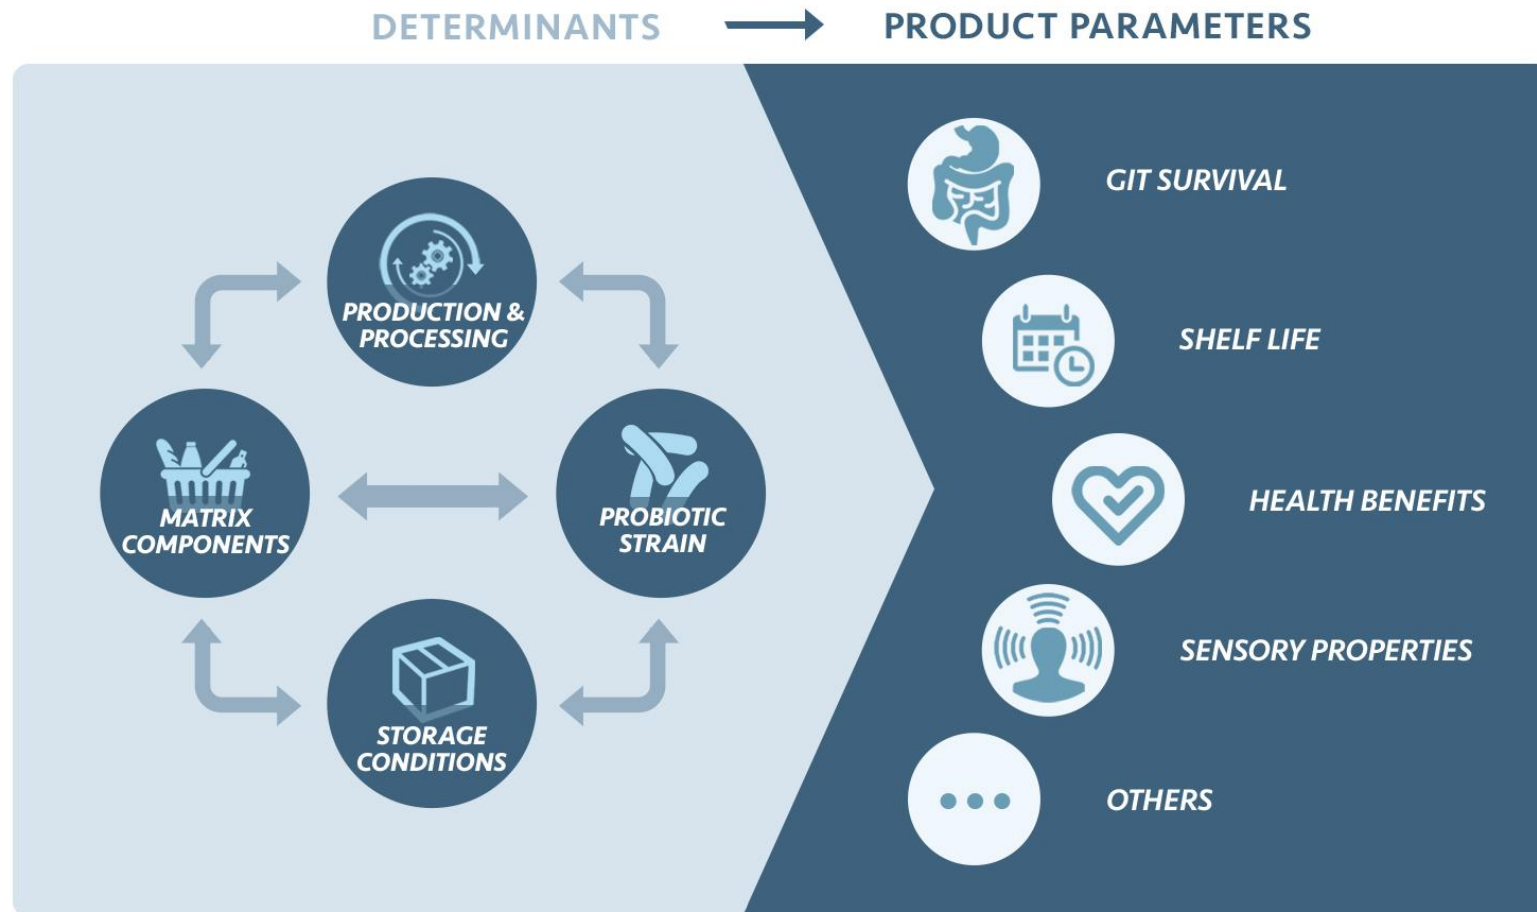 DETERMINANTS
PRODUCT PARAMETERS
PRODUCTION &
PROCESSING
MATRIX
COMPONENTS
PROBIOTIC
STRAIN
STORAGE
CONDITIONS
GIT SURVIVAL
SHELF LIFE
HEALTH BENEFITS
SENSORY PROPERTIES
OTHERS